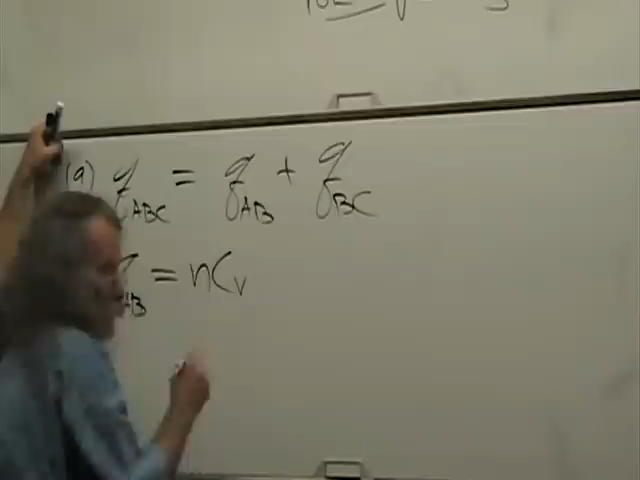 (a) q_ABC = q_AB + q_BC
q_AB = nC_v